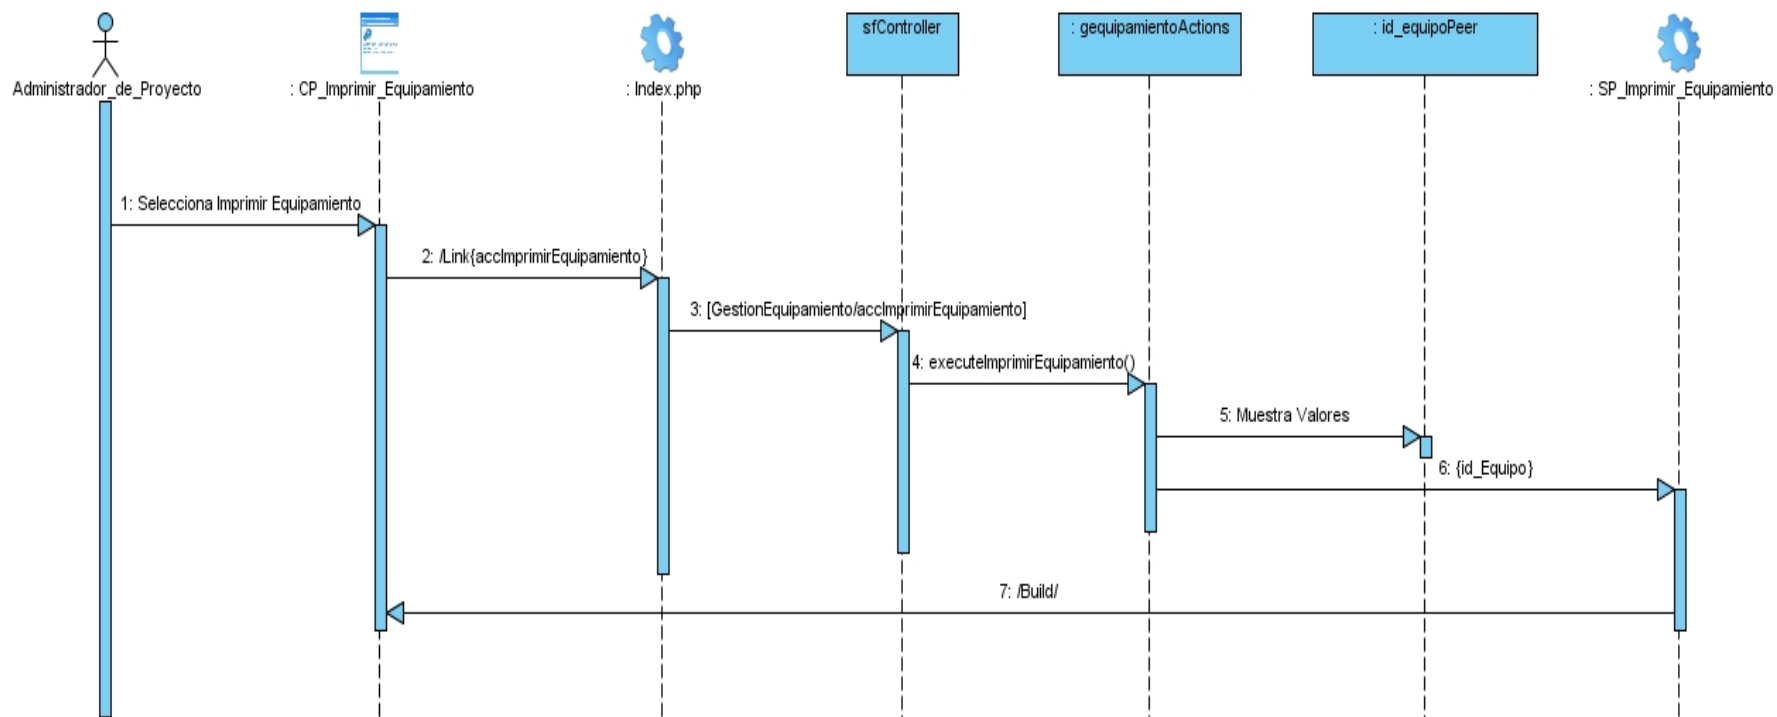 Administrador_de_Proyecto
: CP_Imprimir_Equipamiento
: Index.php
sfController
: gequipamientoActions
: id_equipoPeer
: SP_Imprimir_Equipamiento
1: Selecciona Imprimir Equipamiento
2: /Link{accImprimirEquipamiento}
3: [GestionEquipamiento/accImprimirEquipamiento]
4: executeImprimirEquipamiento()
5: Muestra Valores
6: {id_Equipo}
7: /Build/